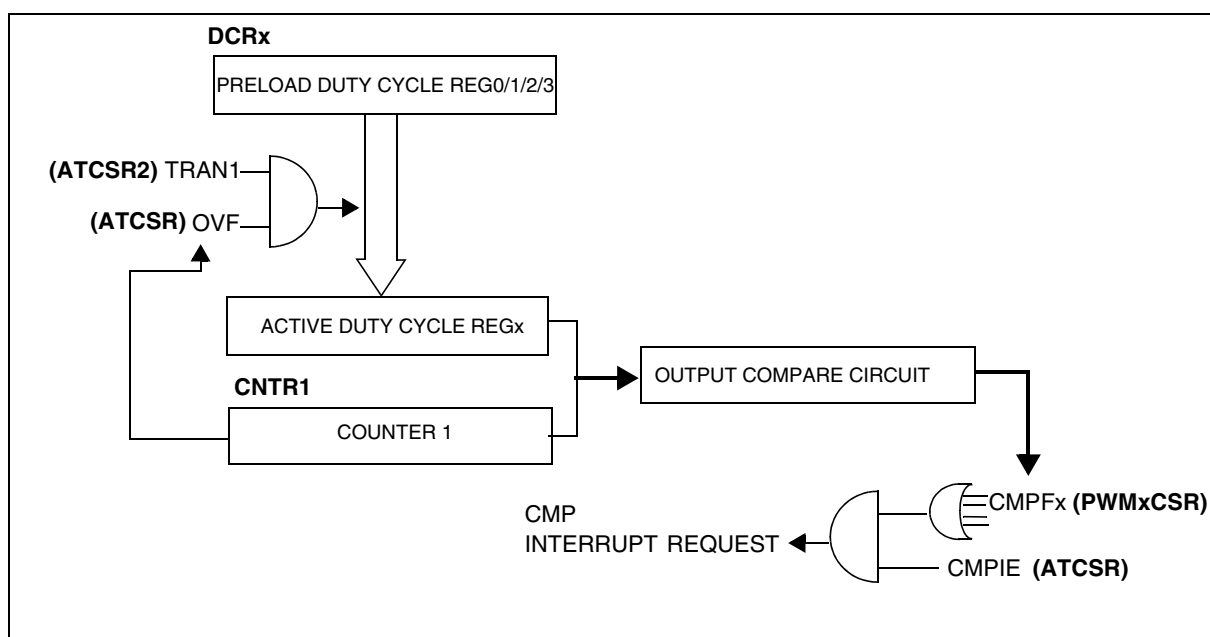 DCRx
PRELOAD DUTY CYCLE REG0/1/2/3
(ATCSR2) TRAN1
(ATCSR) OVF
ACTIVE DUTY CYCLE REGx
CNTR1
COUNTER 1
OUTPUT COMPARE CIRCUIT
CMPFx (PWMxCSR)
CMP
INTERRUPT REQUEST
CMPIE (ATCSR)